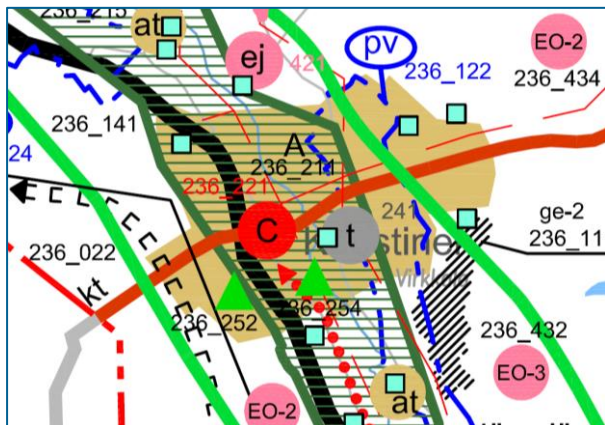 236_215
at
ej
421
pv
EO-2
236_122
236_434
236_141
24
A
236_211
236_221
C
t
241
Virkkala
ge-2
236_11
236_022
kt
236_252
236_254
236_432
EO-3
EO-2
at